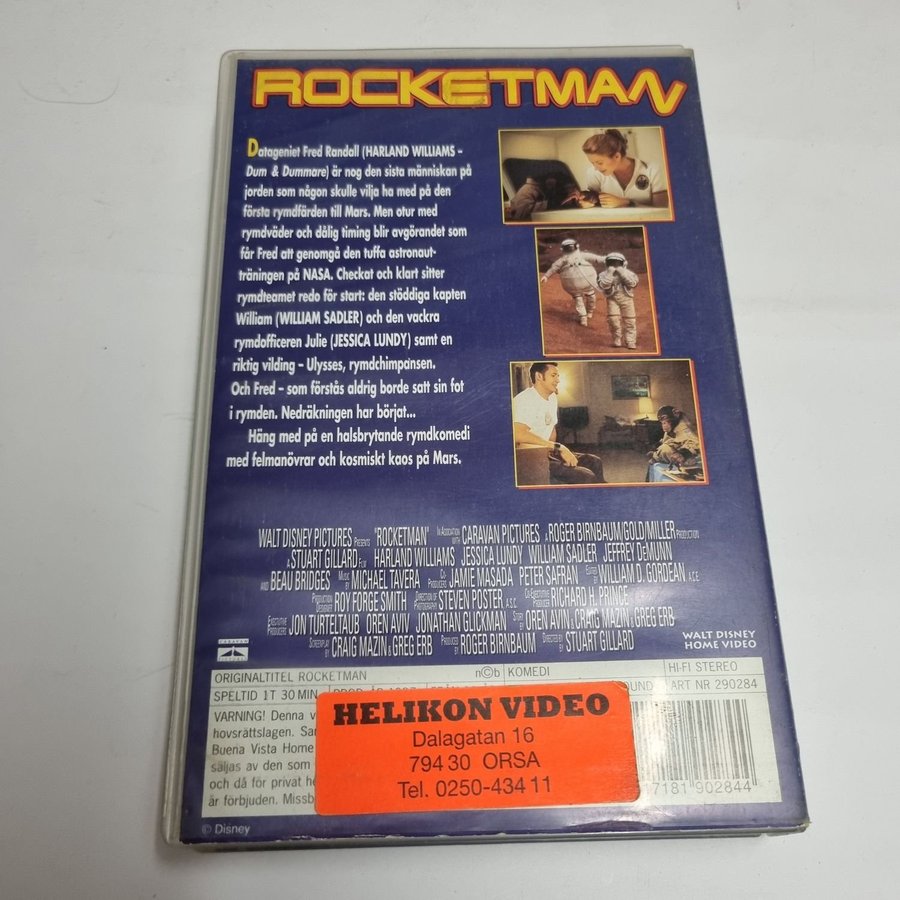 ROCKETMAN
Datageniet Fred Randall (HARLAND WILLIAMS –
Dum & Dummare) är nog den sista människan på
jorden som någon skulle vilja ha med på den
första rymdfärden till Mars. Men otur med
rymdväder och dålig timing blir avgörandet som
får Fred att genomgå den tuffa astronaut-
träningen på NASA. Checkat och klart sitter
rymdteamet redo för start: den stöddiga kapten
William (WILLIAM SADLER) och den vackra
rymdofficeren Julie (JESSICA LUNDY) samt en
riktig vilding – Ulysses, rymdchimpansen.
Och Fred – som förstås aldrig borde satt sin fot
i rymden. Nedräkningen har börjat...
Häng med på en halsbrytande rymdkomedi
med felmanövrar och kosmiskt kaos på Mars.
WALT DISNEY PICTURES PRESENTS "ROCKETMAN" IN ASSOCIATION WITH CARAVAN PICTURES A ROGER BIRNBAUM/GOLD/MILLER PRODUCTION
A STUART GILLARD FILM HARLAND WILLIAMS JESSICA LUNDY WILLIAM SADLER JEFFREY DEMUNN
AND BEAU BRIDGES MUSIC BY MICHAEL TAVERA CO-PRODUCERS JAMIE MASADA PETER SAFRAN EDITED BY WILLIAM D. GORDEAN A.C.E.
PRODUCTION DESIGNER ROY FORGE SMITH DIRECTOR OF PHOTOGRAPHY STEVEN POSTER A.S.C. CO-EXECUTIVE PRODUCER RICHARD H. PRINCE
EXECUTIVE PRODUCERS JON TURTELTAUB OREN AVIV JONATHAN GLICKMAN STORY BY OREN AVIV & CRAIG MAZIN & GREG ERB
SCREENPLAY BY CRAIG MAZIN & GREG ERB PRODUCED BY ROGER BIRNBAUM DIRECTED BY STUART GILLARD
CARAVAN PICTURES
WALT DISNEY
HOME VIDEO
ORIGINALTITEL ROCKETMAN n©b KOMEDI HI-FI STEREO
SPELTID 1T 30 MIN ART NR 290284
VARNING! Denna
hovsrättslagen.
Buena Vista Home
säljas av den som
och då för privat
är förbjuden.
HELIKON VIDEO
Dalagatan 16
794 30 ORSA
Tel. 0250-434 11
17181 902844
© Disney